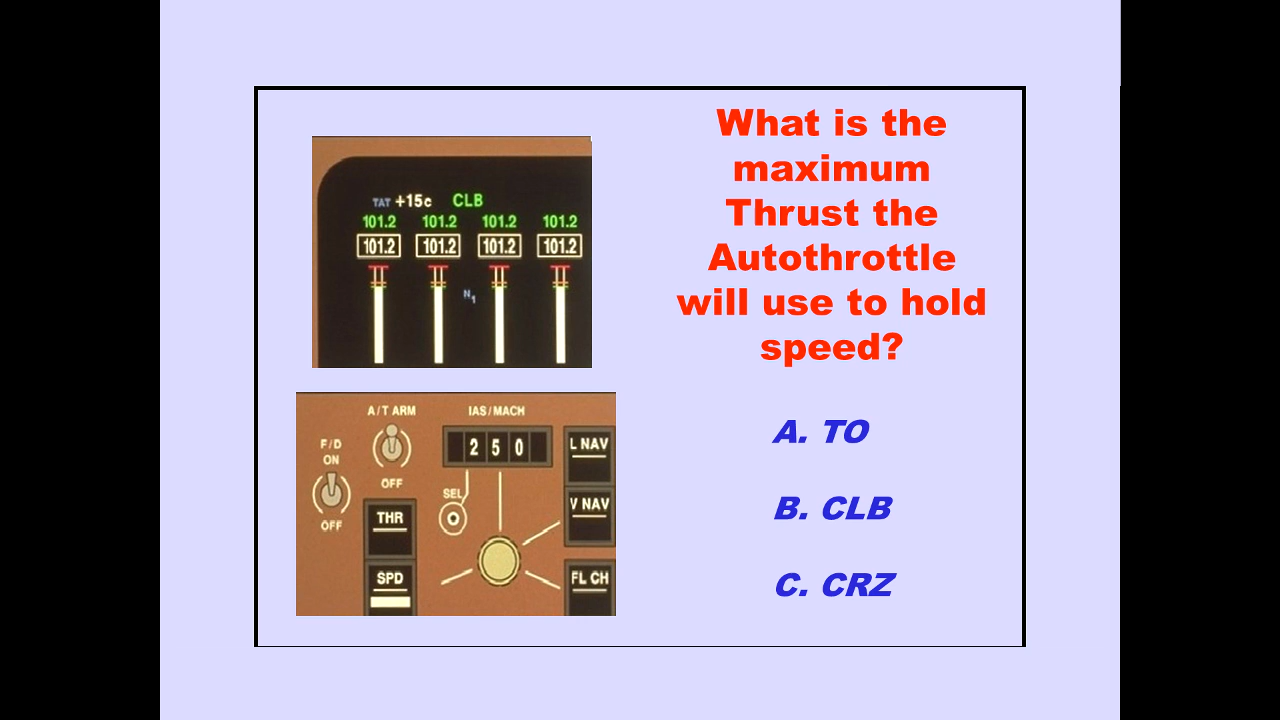 What is the
maximum
Thrust the
Autothrottle
will use to hold
speed?
A. TO
B. CLB
C. CRZ
TAT +15c CLB
101.2 101.2 101.2 101.2
101.2 101.2 101.2 101.2
N1
A/T ARM IAS/MACH
F/D
ON
2 5 0
L NAV
OFF
SEL
OFF
THR
V NAV
SPD
FL CH